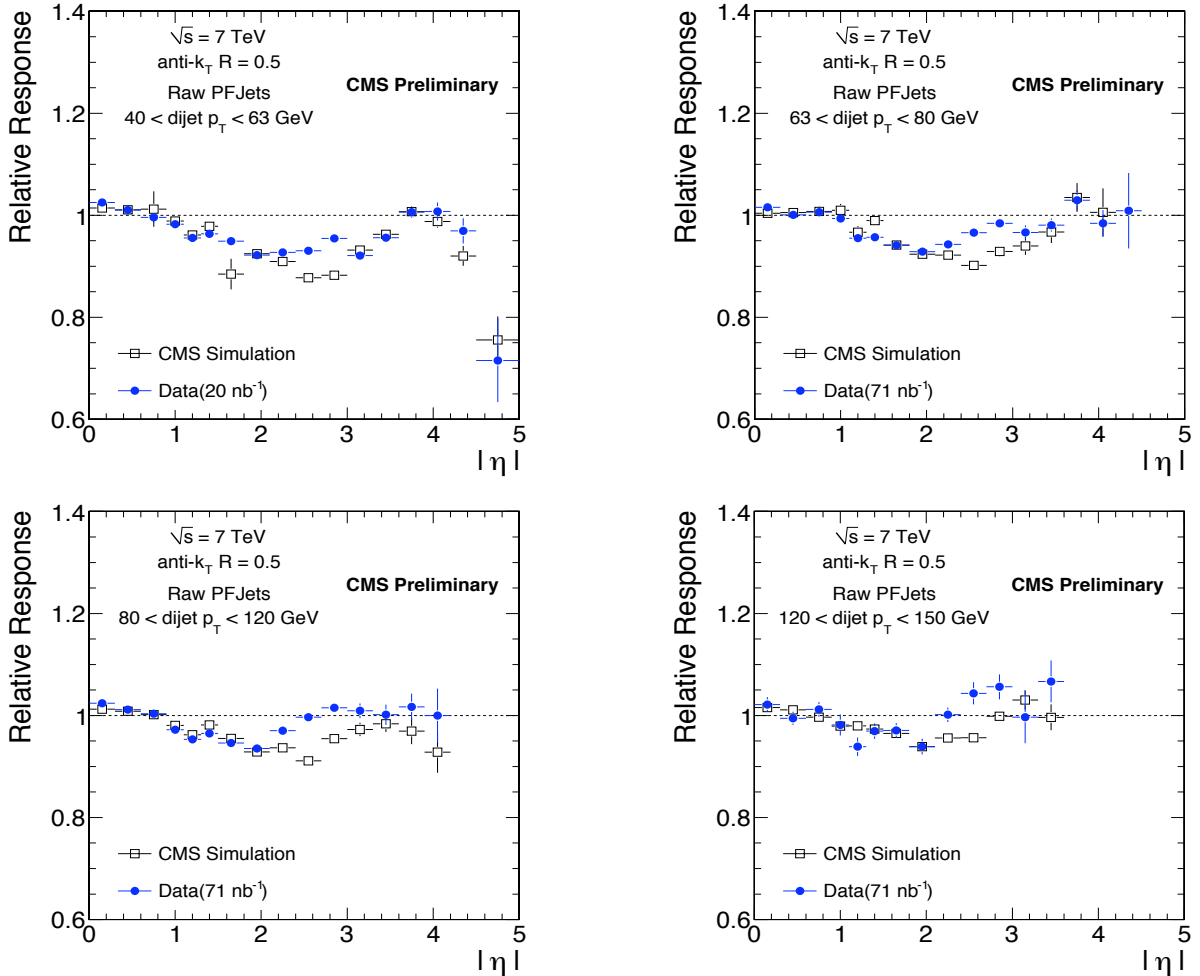 Relative Response
1.4
1.2
1
0.8
0.6
√s = 7 TeV
anti-k_T R = 0.5
Raw PFJets
40 < dijet p_T < 63 GeV
CMS Preliminary
CMS Simulation
Data(20 nb⁻¹)
0 1 2 3 4 5
| η |
Relative Response
1.4
1.2
1
0.8
0.6
√s = 7 TeV
anti-k_T R = 0.5
Raw PFJets
63 < dijet p_T < 80 GeV
CMS Preliminary
CMS Simulation
Data(71 nb⁻¹)
0 1 2 3 4 5
| η |
Relative Response
1.4
1.2
1
0.8
0.6
√s = 7 TeV
anti-k_T R = 0.5
Raw PFJets
80 < dijet p_T < 120 GeV
CMS Preliminary
CMS Simulation
Data(71 nb⁻¹)
0 1 2 3 4 5
| η |
Relative Response
1.4
1.2
1
0.8
0.6
√s = 7 TeV
anti-k_T R = 0.5
Raw PFJets
120 < dijet p_T < 150 GeV
CMS Preliminary
CMS Simulation
Data(71 nb⁻¹)
0 1 2 3 4 5
| η |